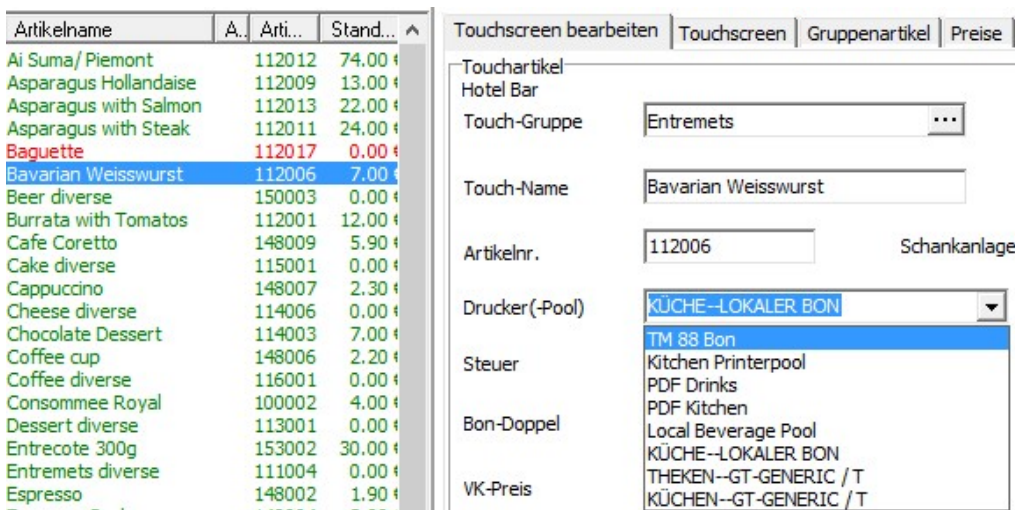 Artikelname A.. Arti... Stand...
Ai Suma/ Piemont 112012 74.00 €
Asparagus Hollandaise 112009 13.00 €
Asparagus with Salmon 112013 22.00 €
Asparagus with Steak 112011 24.00 €
Baguette 112017 0.00 €
Bavarian Weisswurst 112006 7.00 €
Beer diverse 150003 0.00 €
Burrata with Tomatos 112001 12.00 €
Cafe Coretto 148009 5.90 €
Cake diverse 115001 0.00 €
Cappuccino 148007 2.30 €
Cheese diverse 114006 0.00 €
Chocolate Dessert 114003 7.00 €
Coffee cup 148006 2.20 €
Coffee diverse 116001 0.00 €
Consommee Royal 100002 4.00 €
Dessert diverse 113001 0.00 €
Entrecote 300g 153002 30.00 €
Entremets diverse 111004 0.00 €
Espresso 148002 1.90 €
Touchscreen bearbeiten Touchscreen Gruppenartikel Preise
Touchartikel
Hotel Bar
Touch-Gruppe Entremets ...
Touch-Name Bavarian Weisswurst
Artikelnr. 112006 Schankanlage
Drucker(-Pool) KÜCHE--LOKALER BON
TM 88 Bon
Kitchen Printerpool
Steuer
PDF Drinks
PDF Kitchen
Bon-Doppel
Local Beverage Pool
KÜCHE--LOKALER BON
THEKEN--GT-GENERIC / T
VK-Preis
KÜCHEN--GT-GENERIC / T